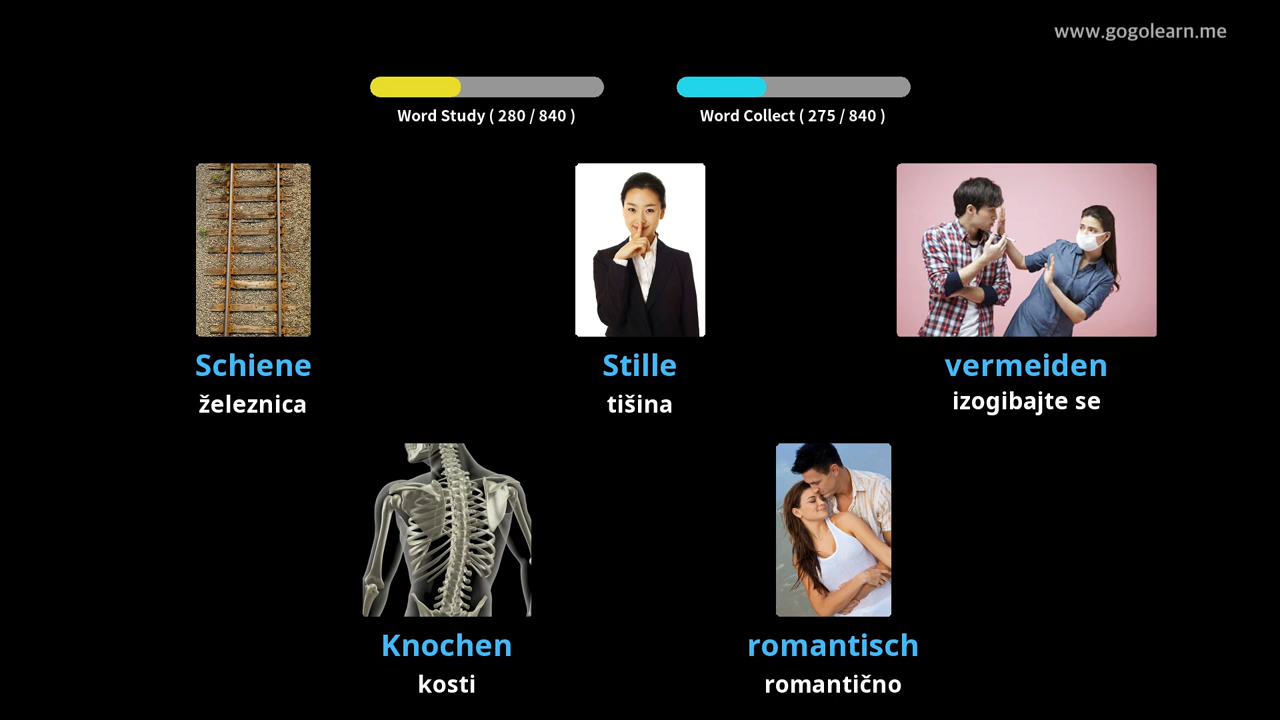 www.gogolearn.me
Word Study ( 280 / 840 )
Word Collect ( 275 / 840 )
Schiene
železnica
Stille
tišina
vermeiden
izogibajte se
Knochen
kosti
romantisch
romantično